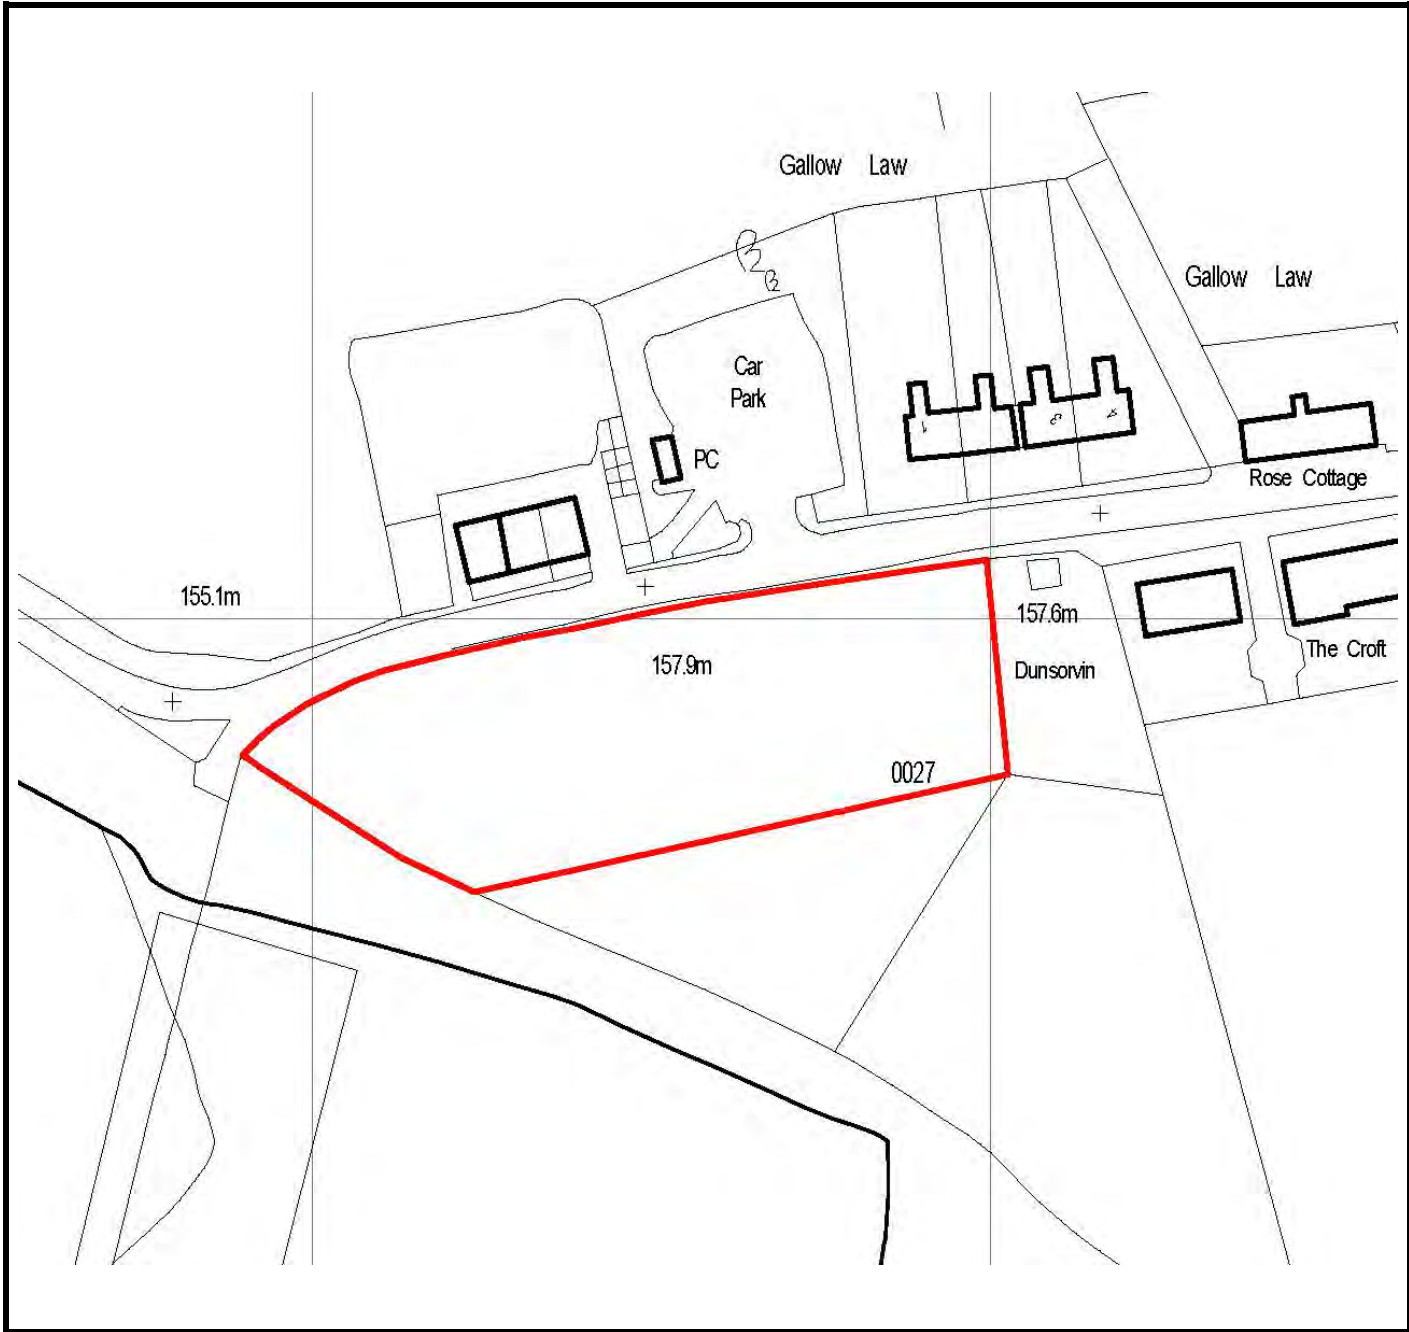 Gallow Law
Gallow Law
Car
Park
PC
Rose Cottage
155.1m
157.6m
The Croft
157.9m
Dunsorvin
0027